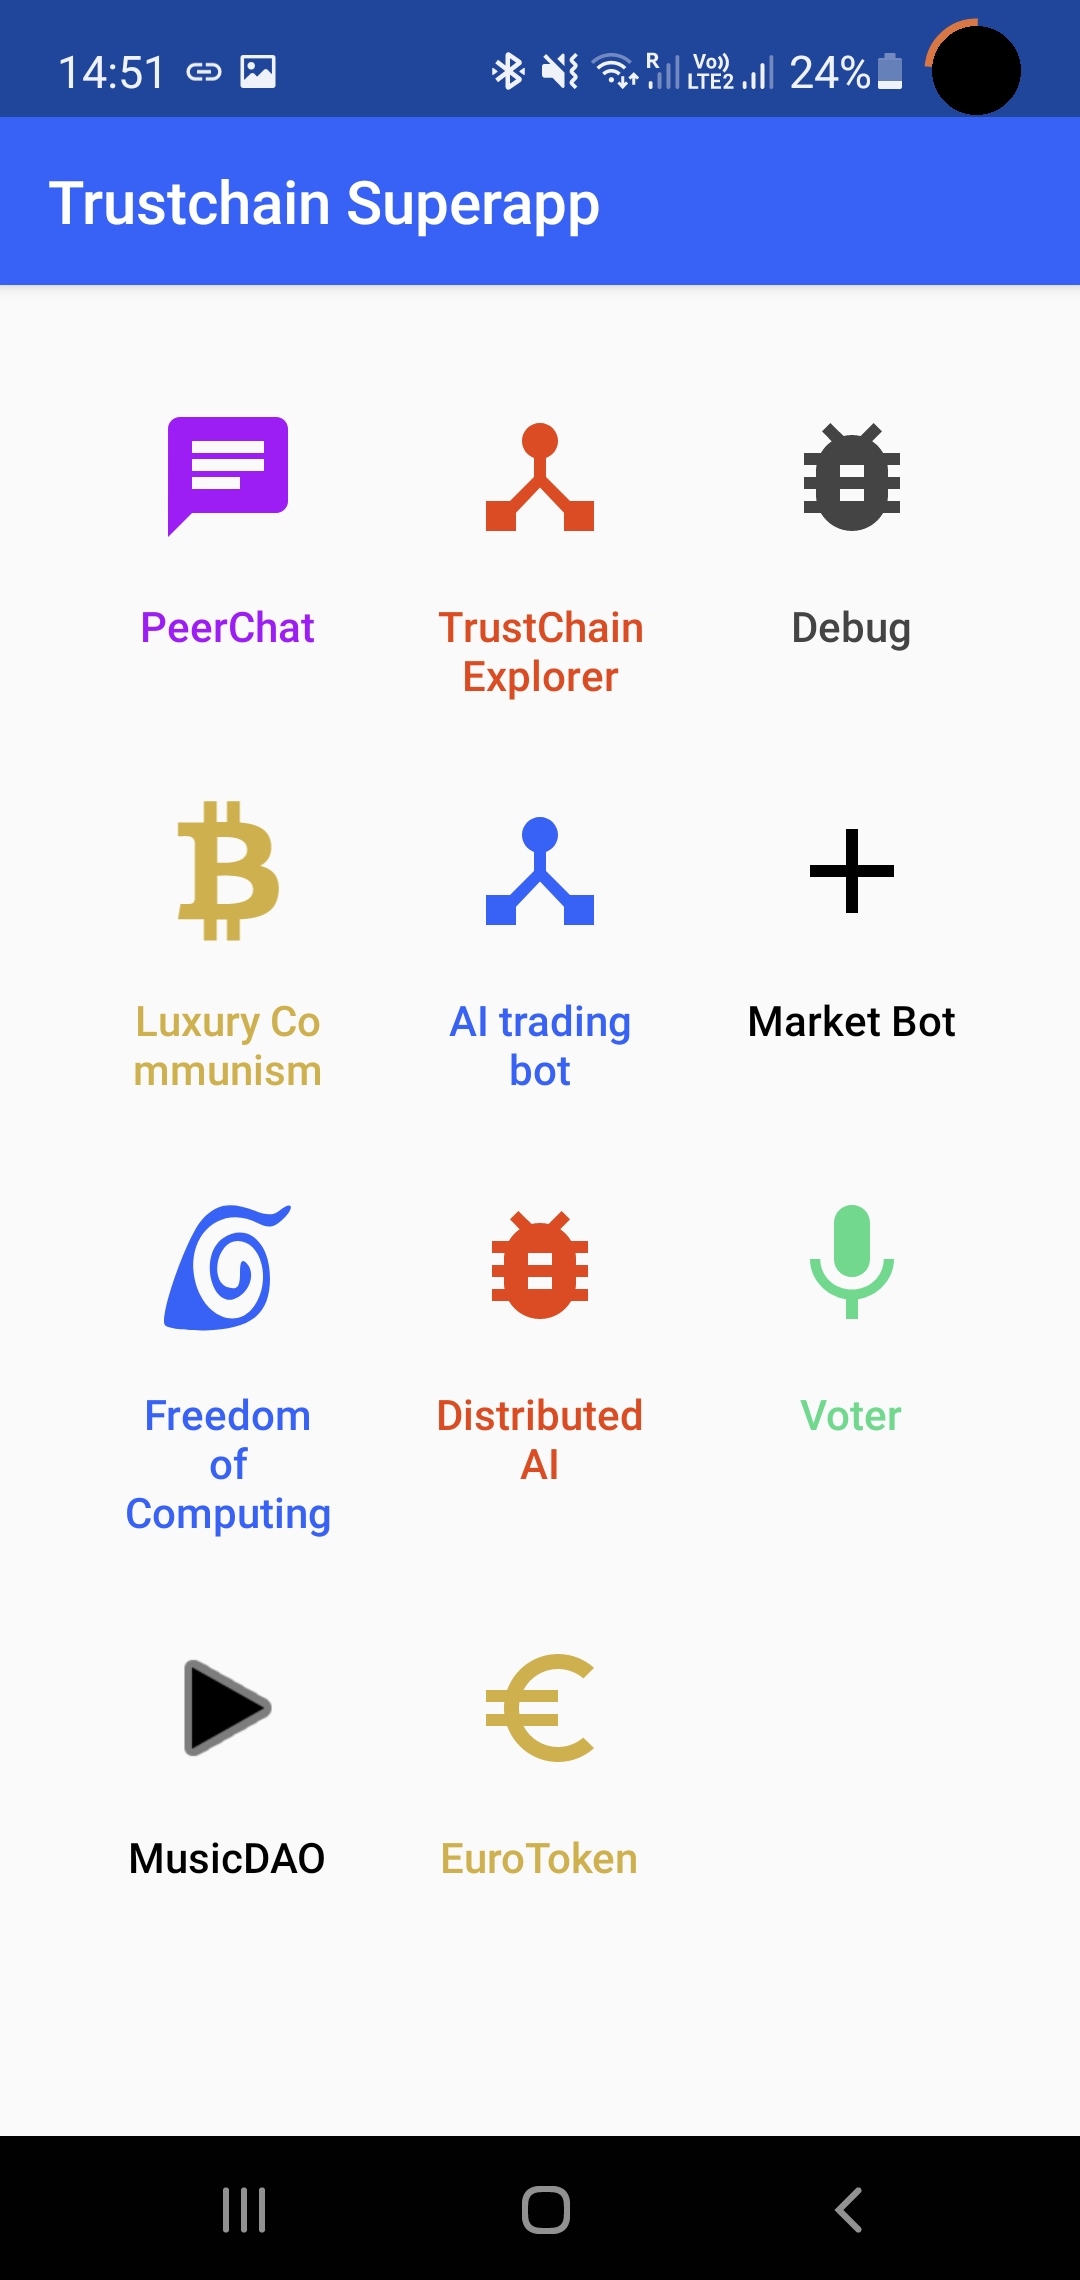 14:51 R Vo)) LTE2 24%
Trustchain Superapp
PeerChat
TrustChain
Explorer
Debug
Luxury Co
mmunism
AI trading
bot
Market Bot
Freedom
of
Computing
Distributed
AI
Voter
MusicDAO
EuroToken